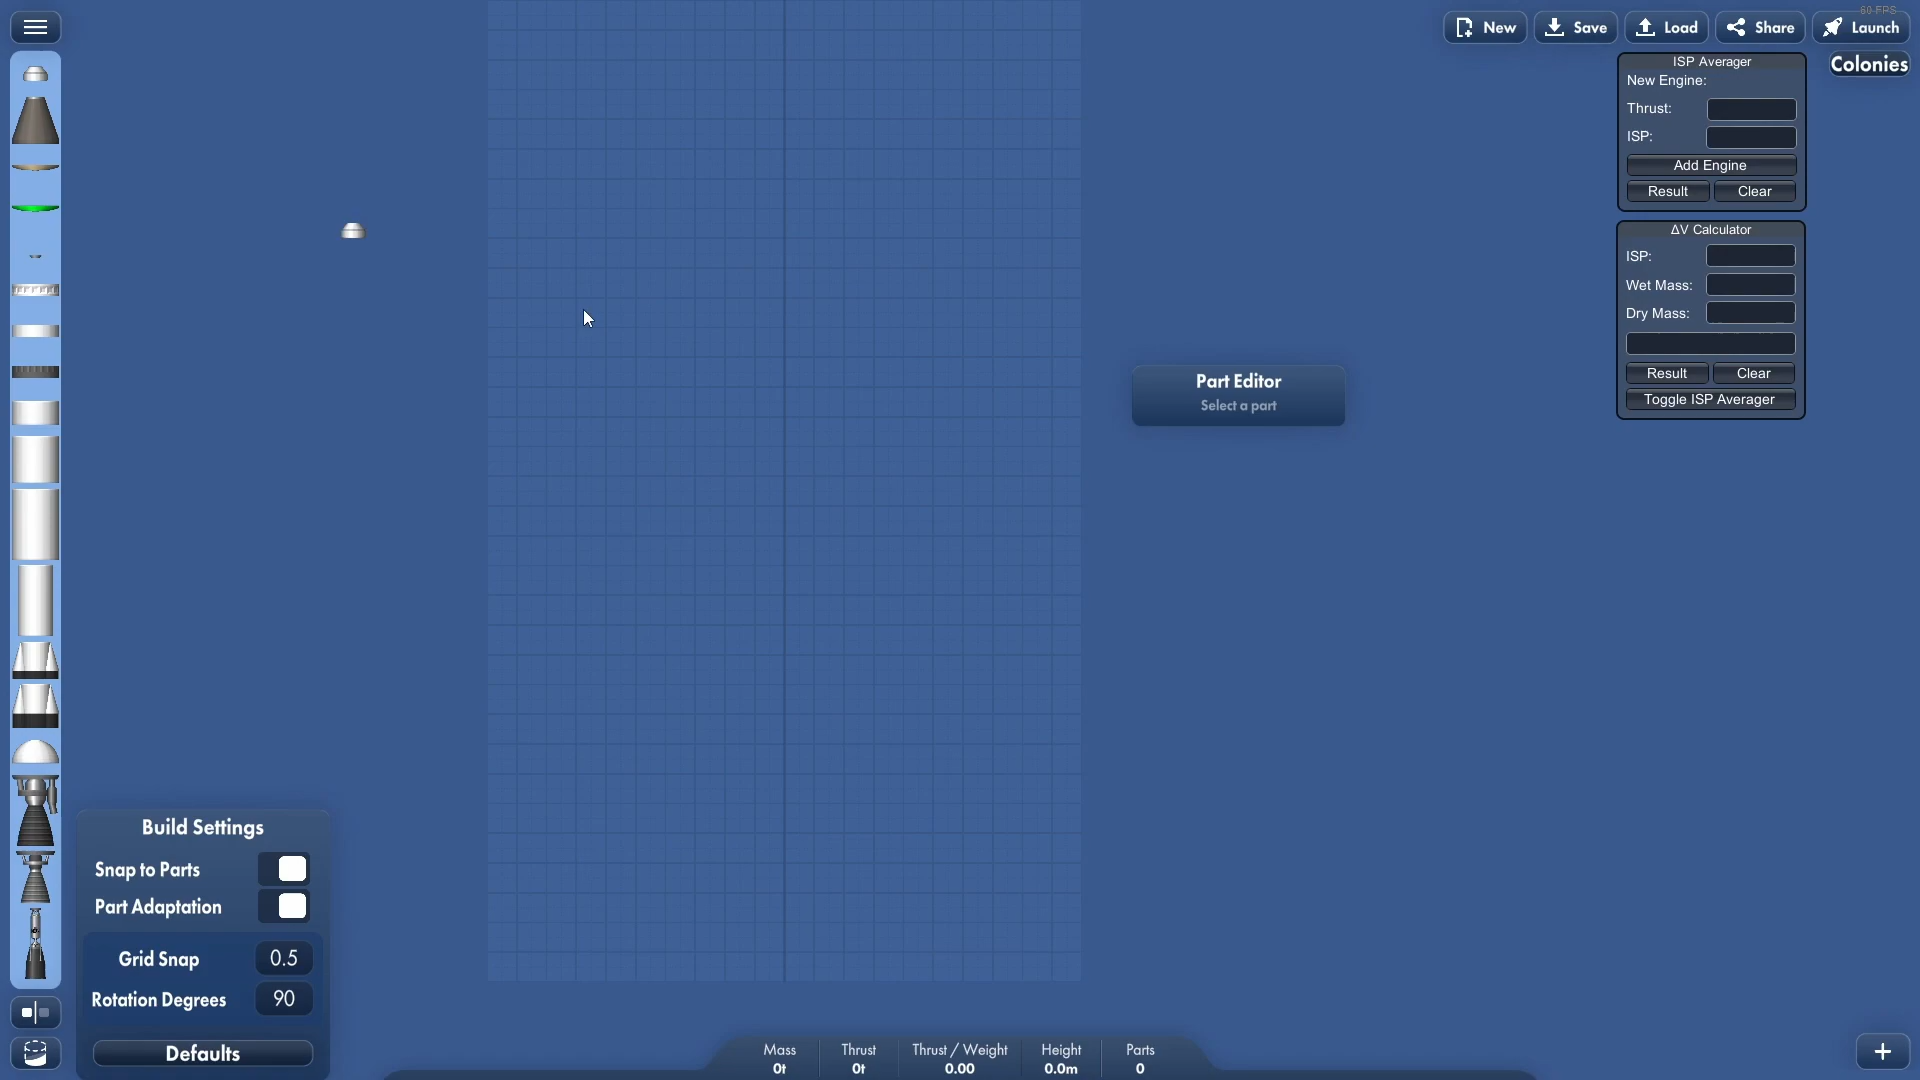 60 FPS
New
Save
Load
Share
Launch
Colonies
ISP Averager
New Engine:
Thrust:
ISP:
Add Engine
Result
Clear
ΔV Calculator
ISP:
Wet Mass:
Dry Mass:
Result
Clear
Toggle ISP Averager
Part Editor
Select a part
Build Settings
Snap to Parts
Part Adaptation
Grid Snap 0.5
Rotation Degrees 90
Defaults
Mass Thrust Thrust / Weight Height Parts
0t 0t 0.00 0.0m 0